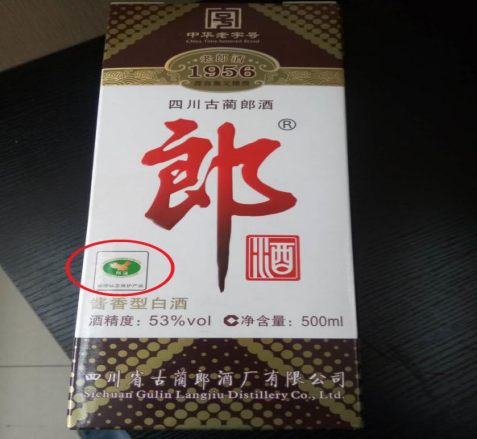 中华老字号
China Time-honored Brand
老郎酒
1956
四川古蔺郎酒
郎
®
酒
酱香型白酒
酒精度：53%vol 净含量：500ml
四川省古蔺郎酒厂有限公司
Sichuan Gulin Langjiu Distillery Co., Ltd.